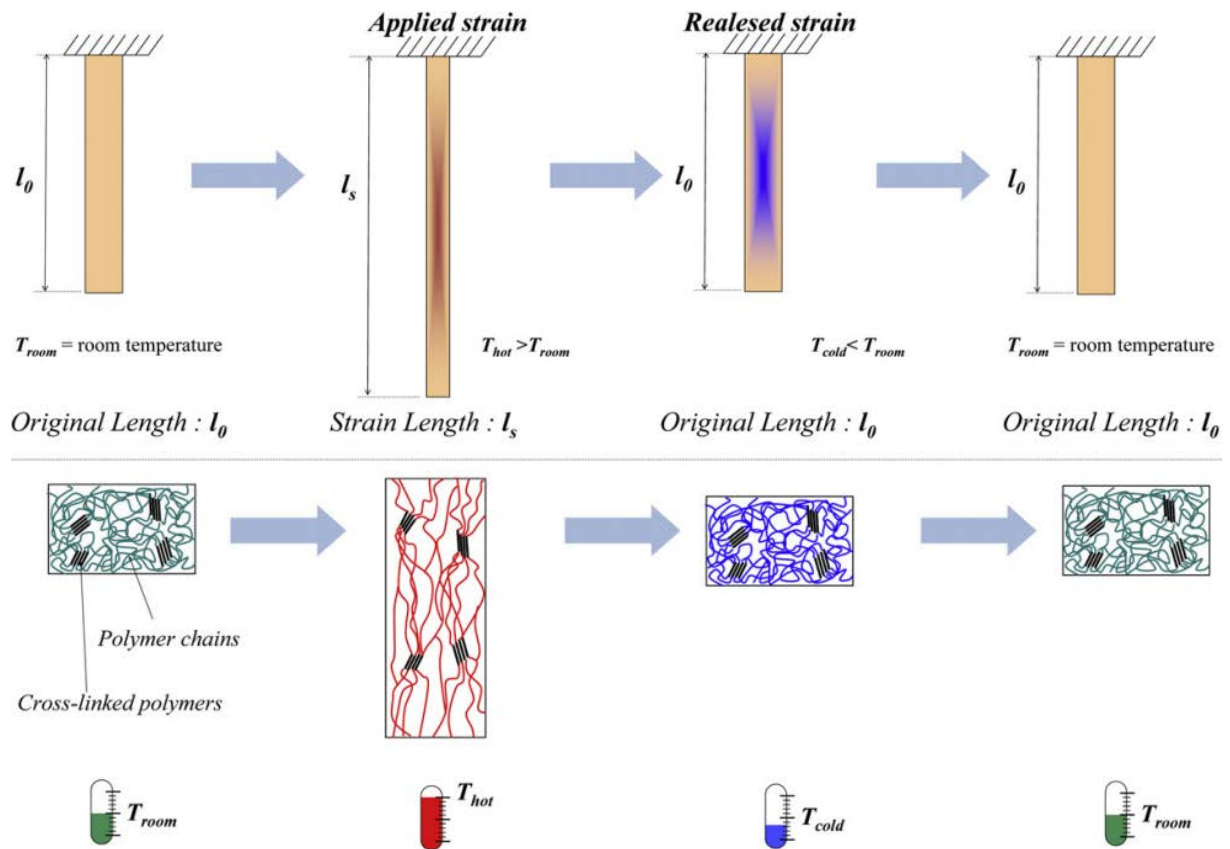 Applied strain
Realesed strain
l0
ls
l0
l0
Troom = room temperature
Thot >Troom
Tcold< Troom
Troom = room temperature
Original Length : l0
Strain Length : ls
Original Length : l0
Original Length : l0
Polymer chains
Cross-linked polymers
Troom
Thot
Tcold
Troom